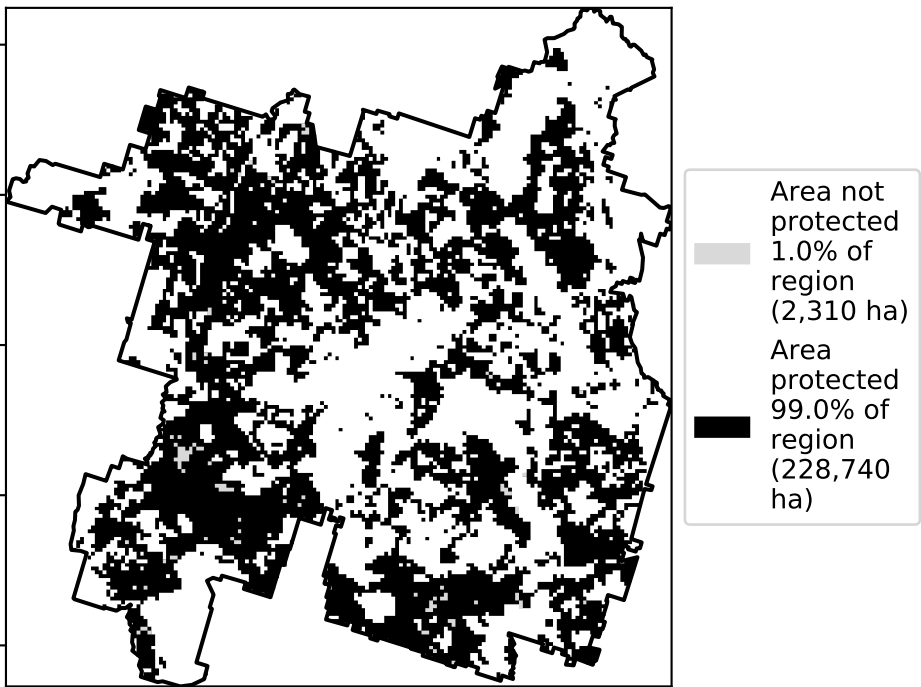 Area not
protected
1.0% of
region
(2,310 ha)
Area
protected
99.0% of
region
(228,740
ha)